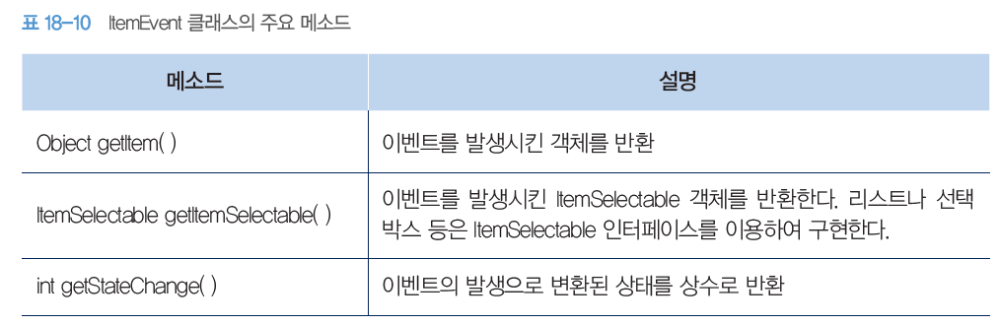 표 18-10 ItemEvent 클래스의 주요 메소드
메소드 설명
Object getItem( ) 이벤트를 발생시킨 객체를 반환
ItemSelectable getItemSelectable( ) 이벤트를 발생시킨 ItemSelectable 객체를 반환한다. 리스트나 선택
박스 등은 ItemSelectable 인터페이스를 이용하여 구현한다.
int getStateChange( ) 이벤트의 발생으로 변환된 상태를 상수로 반환